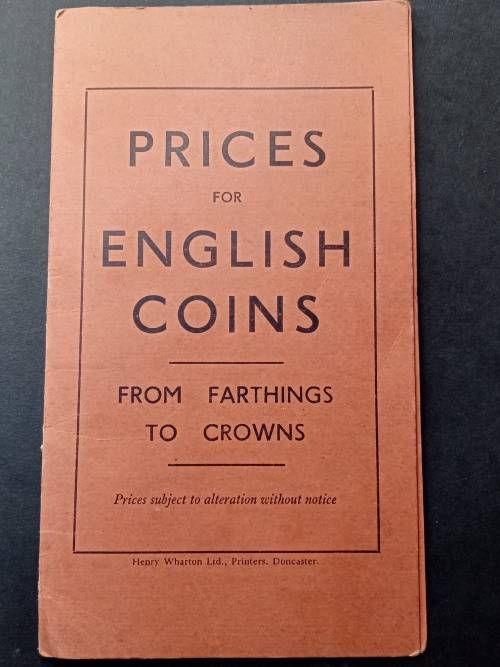 PRICES
FOR
ENGLISH
COINS
FROM FARTHINGS
TO CROWNS
Prices subject to alteration without notice
Henry Wharton Ltd., Printers. Doncaster.